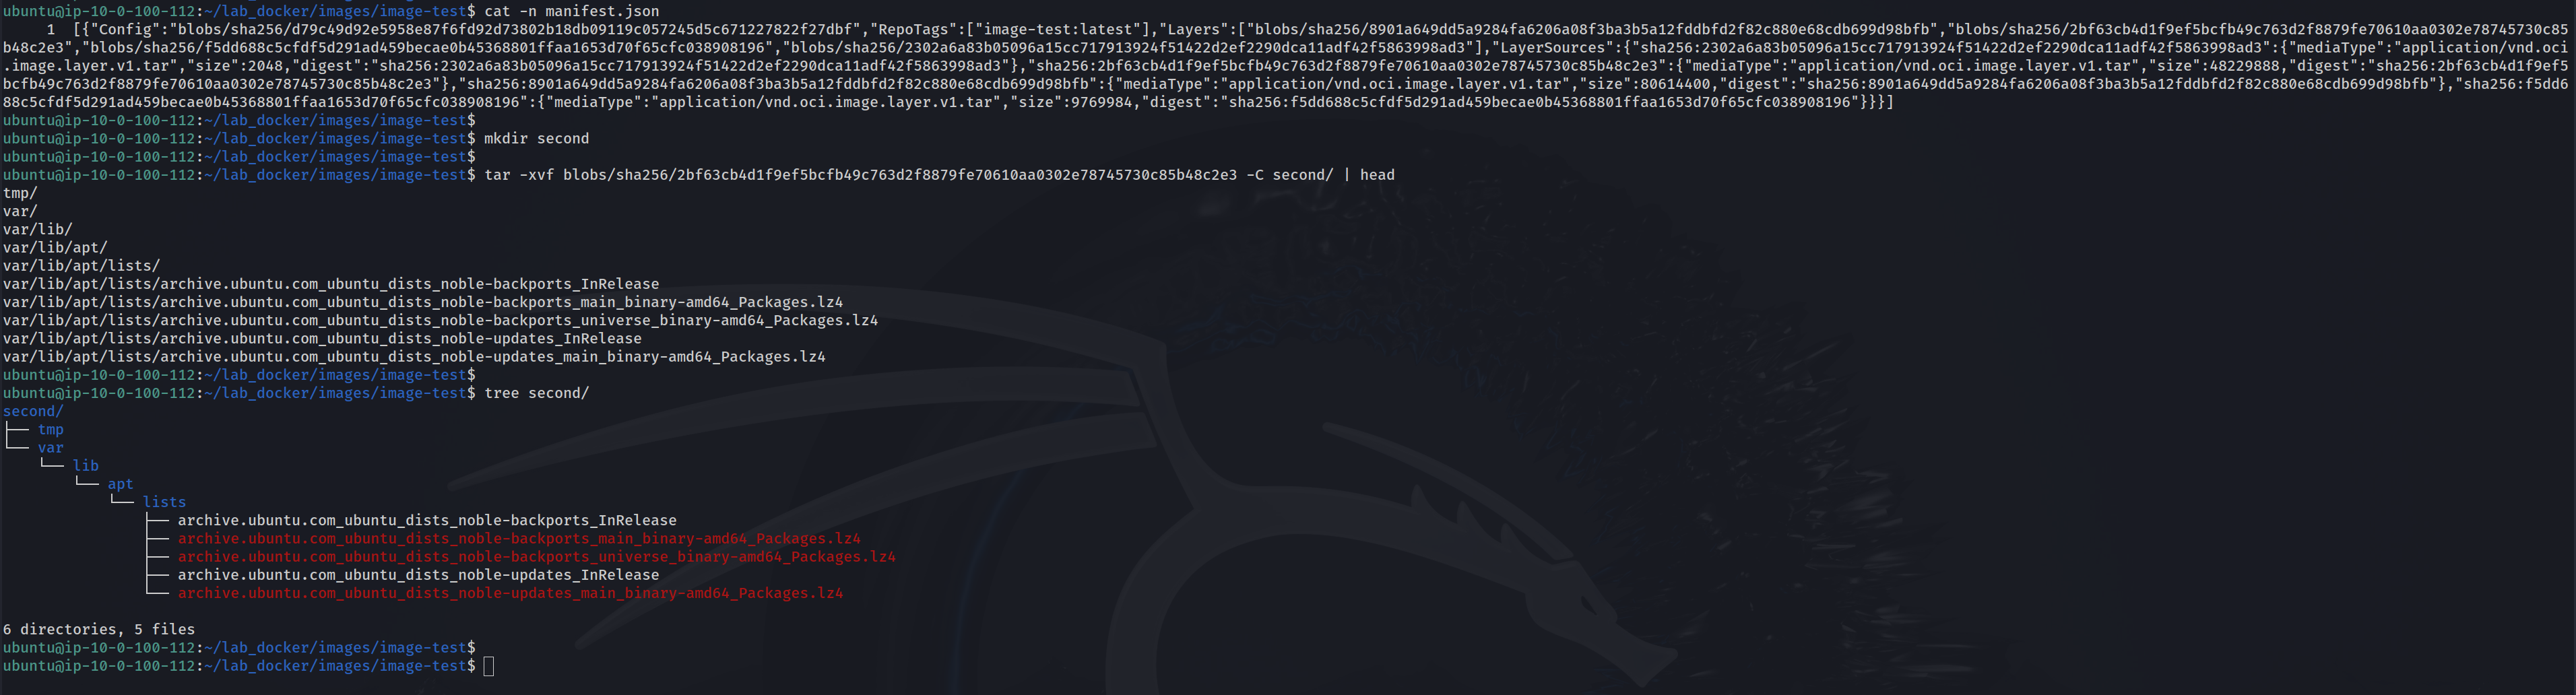 ubuntu@ip-10-0-100-112:~/lab_docker/images/image-test$ cat -n manifest.json
     1  [{"Config":"blobs/sha256/d79c49d92e5958e87f6fd92d73802b18db09119c057245d5c671227822f27dbf","RepoTags":["image-test:latest"],"Layers":["blobs/sha256/8901a649dd5a9284fa6206a08f3ba3b5a12fddbfd2f82c880e68cdb699d98bfb","blobs/sha256/2bf63cb4d1f9ef5bcfb49c763d2f8879fe70610aa0302e78745730c85
b48c2e3","blobs/sha256/f5dd688c5cfdf5d291ad459becae0b45368801ffaa1653d70f65cfc038908196","blobs/sha256/2302a6a83b05096a15cc717913924f51422d2ef2290dca11adf42f5863998ad3"],"LayerSources":{"sha256:2302a6a83b05096a15cc717913924f51422d2ef2290dca11adf42f5863998ad3":{"mediaType":"application/vnd.oci
.image.layer.v1.tar","size":2048,"digest":"sha256:2302a6a83b05096a15cc717913924f51422d2ef2290dca11adf42f5863998ad3"},"sha256:2bf63cb4d1f9ef5bcfb49c763d2f8879fe70610aa0302e78745730c85b48c2e3":{"mediaType":"application/vnd.oci.image.layer.v1.tar","size":48229888,"digest":"sha256:2bf63cb4d1f9ef5
bcfb49c763d2f8879fe70610aa0302e78745730c85b48c2e3"},"sha256:8901a649dd5a9284fa6206a08f3ba3b5a12fddbfd2f82c880e68cdb699d98bfb":{"mediaType":"application/vnd.oci.image.layer.v1.tar","size":80614400,"digest":"sha256:8901a649dd5a9284fa6206a08f3ba3b5a12fddbfd2f82c880e68cdb699d98bfb"},"sha256:f5dd6
88c5cfdf5d291ad459becae0b45368801ffaa1653d70f65cfc038908196":{"mediaType":"application/vnd.oci.image.layer.v1.tar","size":9769984,"digest":"sha256:f5dd688c5cfdf5d291ad459becae0b45368801ffaa1653d70f65cfc038908196"}}}]
ubuntu@ip-10-0-100-112:~/lab_docker/images/image-test$
ubuntu@ip-10-0-100-112:~/lab_docker/images/image-test$ mkdir second
ubuntu@ip-10-0-100-112:~/lab_docker/images/image-test$
ubuntu@ip-10-0-100-112:~/lab_docker/images/image-test$ tar -xvf blobs/sha256/2bf63cb4d1f9ef5bcfb49c763d2f8879fe70610aa0302e78745730c85b48c2e3 -C second/ | head
tmp/
var/
var/lib/
var/lib/apt/
var/lib/apt/lists/
var/lib/apt/lists/archive.ubuntu.com_ubuntu_dists_noble-backports_InRelease
var/lib/apt/lists/archive.ubuntu.com_ubuntu_dists_noble-backports_main_binary-amd64_Packages.lz4
var/lib/apt/lists/archive.ubuntu.com_ubuntu_dists_noble-backports_universe_binary-amd64_Packages.lz4
var/lib/apt/lists/archive.ubuntu.com_ubuntu_dists_noble-updates_InRelease
var/lib/apt/lists/archive.ubuntu.com_ubuntu_dists_noble-updates_main_binary-amd64_Packages.lz4
ubuntu@ip-10-0-100-112:~/lab_docker/images/image-test$
ubuntu@ip-10-0-100-112:~/lab_docker/images/image-test$ tree second/
second/
├── tmp
└── var
    └── lib
        └── apt
            └── lists
                ├── archive.ubuntu.com_ubuntu_dists_noble-backports_InRelease
                ├── archive.ubuntu.com_ubuntu_dists_noble-backports_main_binary-amd64_Packages.lz4
                ├── archive.ubuntu.com_ubuntu_dists_noble-backports_universe_binary-amd64_Packages.lz4
                ├── archive.ubuntu.com_ubuntu_dists_noble-updates_InRelease
                └── archive.ubuntu.com_ubuntu_dists_noble-updates_main_binary-amd64_Packages.lz4
6 directories, 5 files
ubuntu@ip-10-0-100-112:~/lab_docker/images/image-test$
ubuntu@ip-10-0-100-112:~/lab_docker/images/image-test$